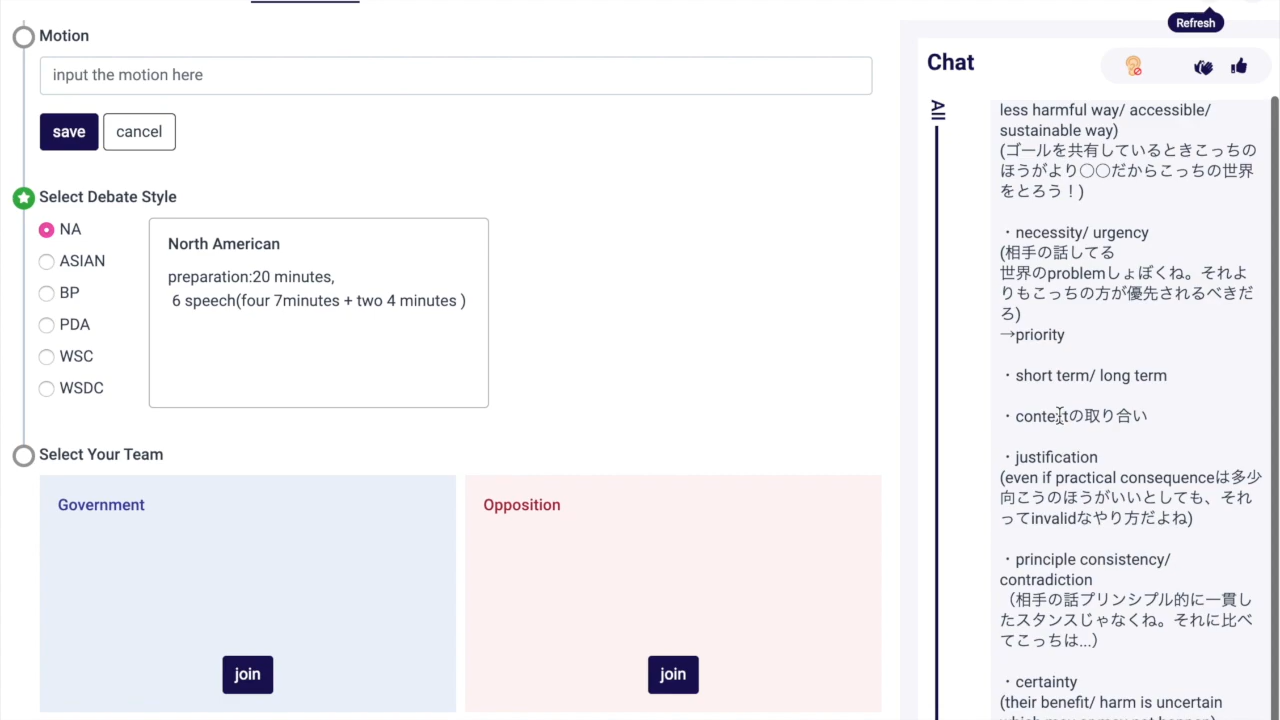 Refresh
Motion
input the motion here
save
cancel
Select Debate Style
NA
ASIAN
BP
PDA
WSC
WSDC
North American
preparation:20 minutes,
6 speech(four 7minutes + two 4 minutes )
Select Your Team
Government
join
Opposition
join
Chat
All
less harmful way/ accessible/
sustainable way)
(ゴールを共有しているときこっちの
ほうがより〇〇だからこっちの世界
をとろう！)
・necessity/ urgency
(相手の話してる
世界のproblemしょぼくね。それよ
りもこっちの方が優先されるべきだ
ろ)
→priority
・short term/ long term
・contextの取り合い
・justification
(even if practical consequenceは多少
向こうのほうがいいとしても、それ
ってinvalidなやり方だよね)
・principle consistency/
contradiction
（相手の話プリンシプル的に一貫し
たスタンスじゃなくね。それに比べ
てこっちは...）
・certainty
(their benefit/ harm is uncertain